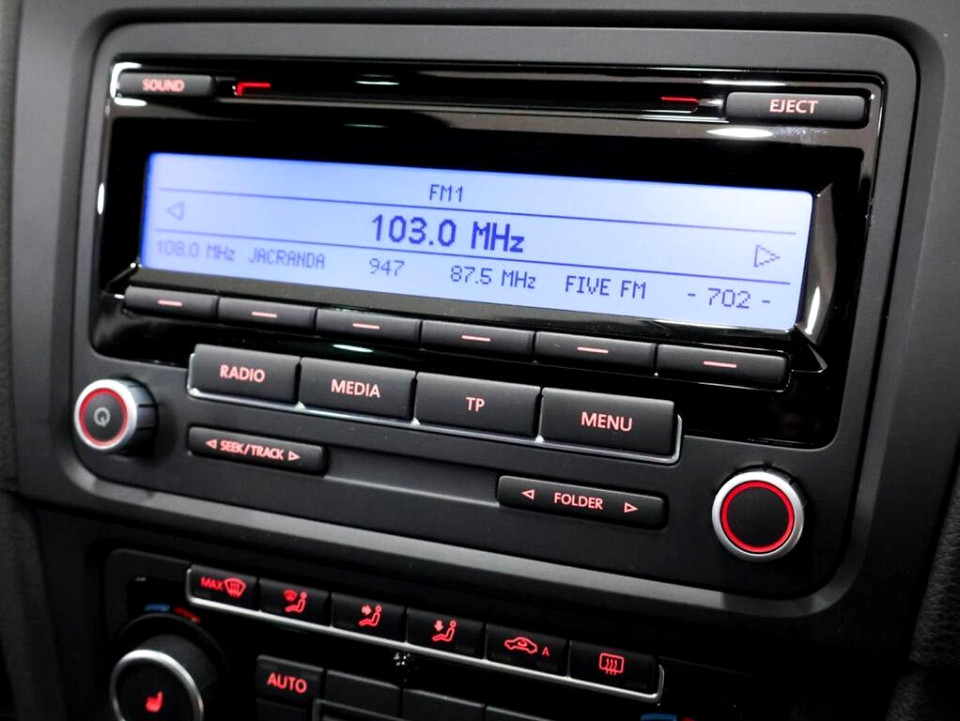 SOUND
EJECT
FM1
103.0 MHz
108.0 MHz JACRANDA 947 87.5 MHz FIVE FM - 702 -
RADIO MEDIA TP MENU
SEEK/TRACK
FOLDER
MAX
A
AUTO